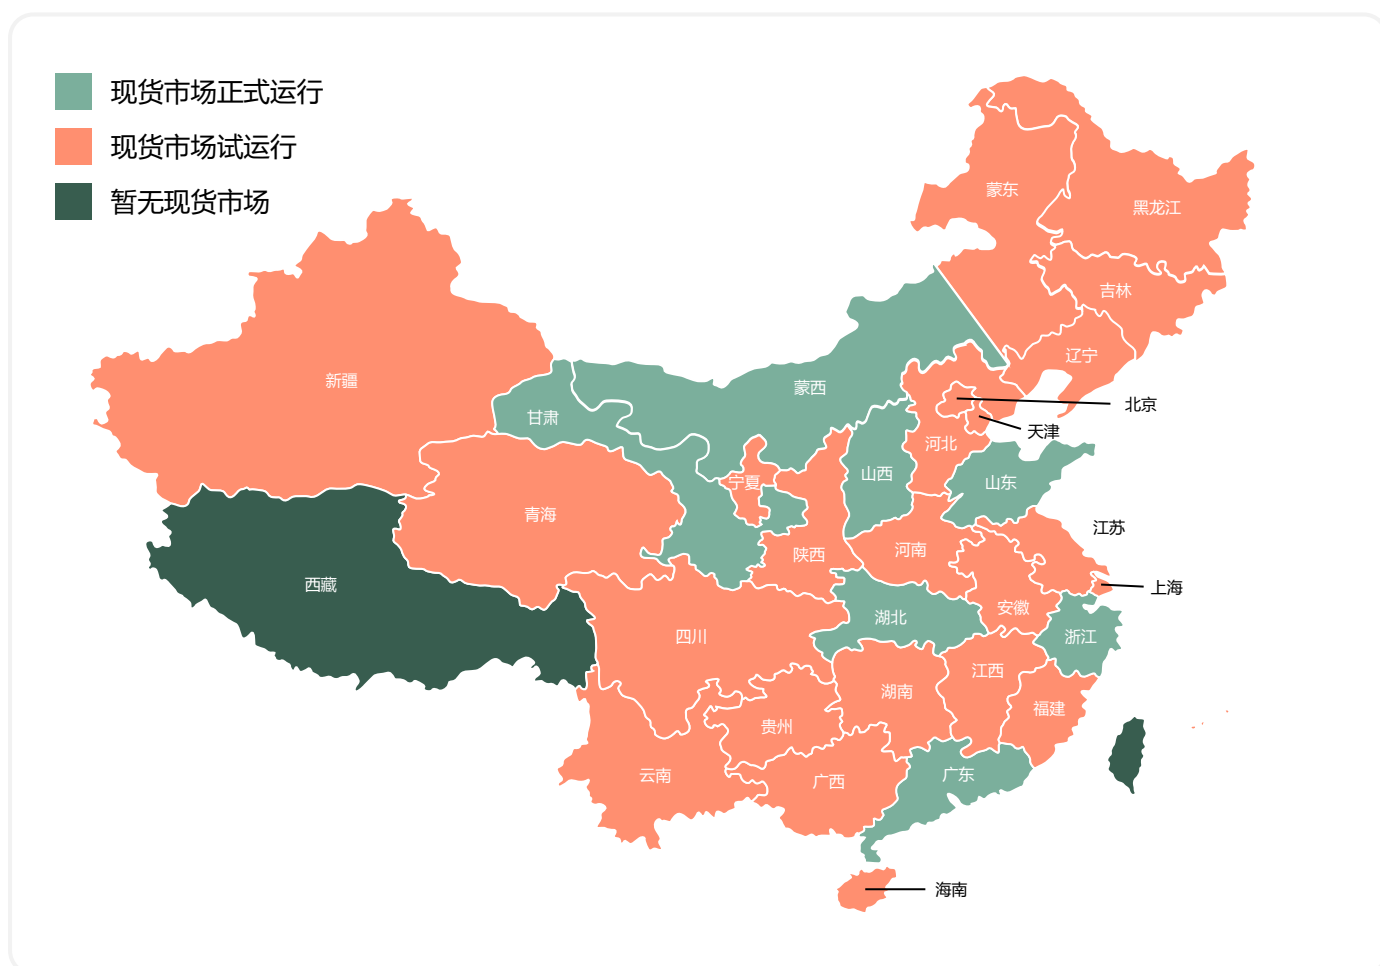 现货市场正式运行
现货市场试运行
暂无现货市场
蒙东
黑龙江
吉林
辽宁
新疆
蒙西
甘肃
北京
天津
河北
山西
宁夏
山东
青海
江苏
河南
陕西
西藏
上海
安徽
湖北
四川
浙江
江西
湖南
福建
贵州
云南
广东
广西
海南